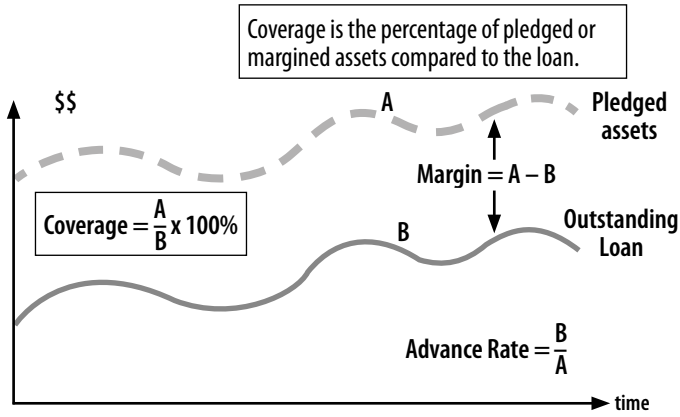 Coverage is the percentage of pledged or
margined assets compared to the loan.
$$
A
Pledged
assets
Margin = A – B
Coverage = A/B x 100%
B
Outstanding
Loan
Advance Rate = B/A
time